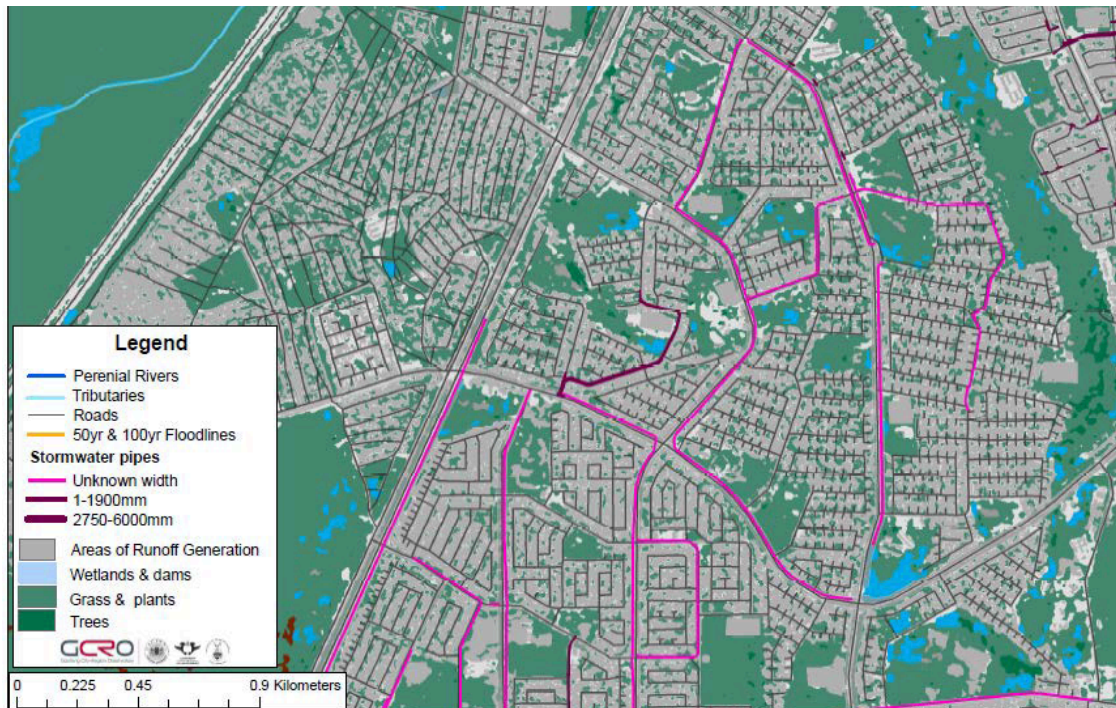 Legend
Perenial Rivers
Tributaries
Roads
50yr & 100yr Floodlines
Stormwater pipes
Unknown width
1-1900mm
2750-6000mm
Areas of Runoff Generation
Wetlands & dams
Grass & plants
Trees
GCRO
0 0.225 0.45 0.9 Kilometers